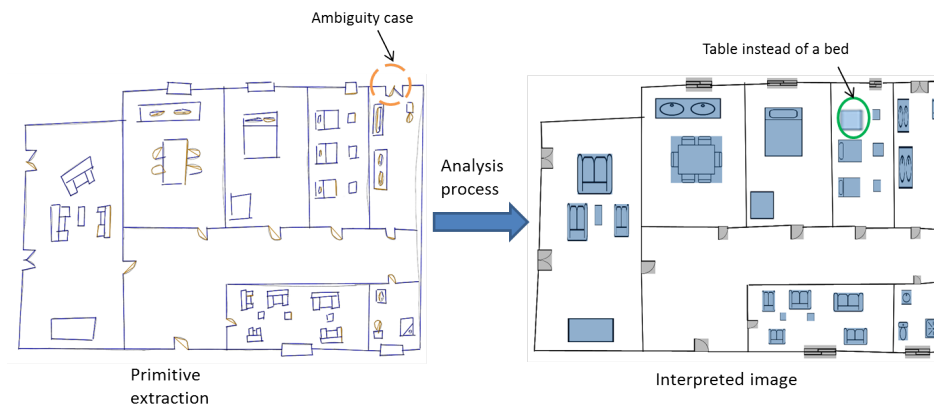 Ambiguity case
Table instead of a bed
Analysis
process
Primitive
extraction
Interpreted image